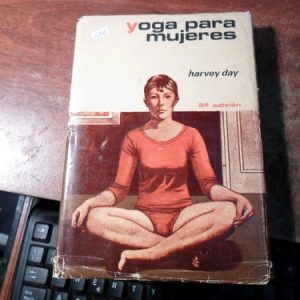 yoga para
mujeres
harvey day
8ª edición